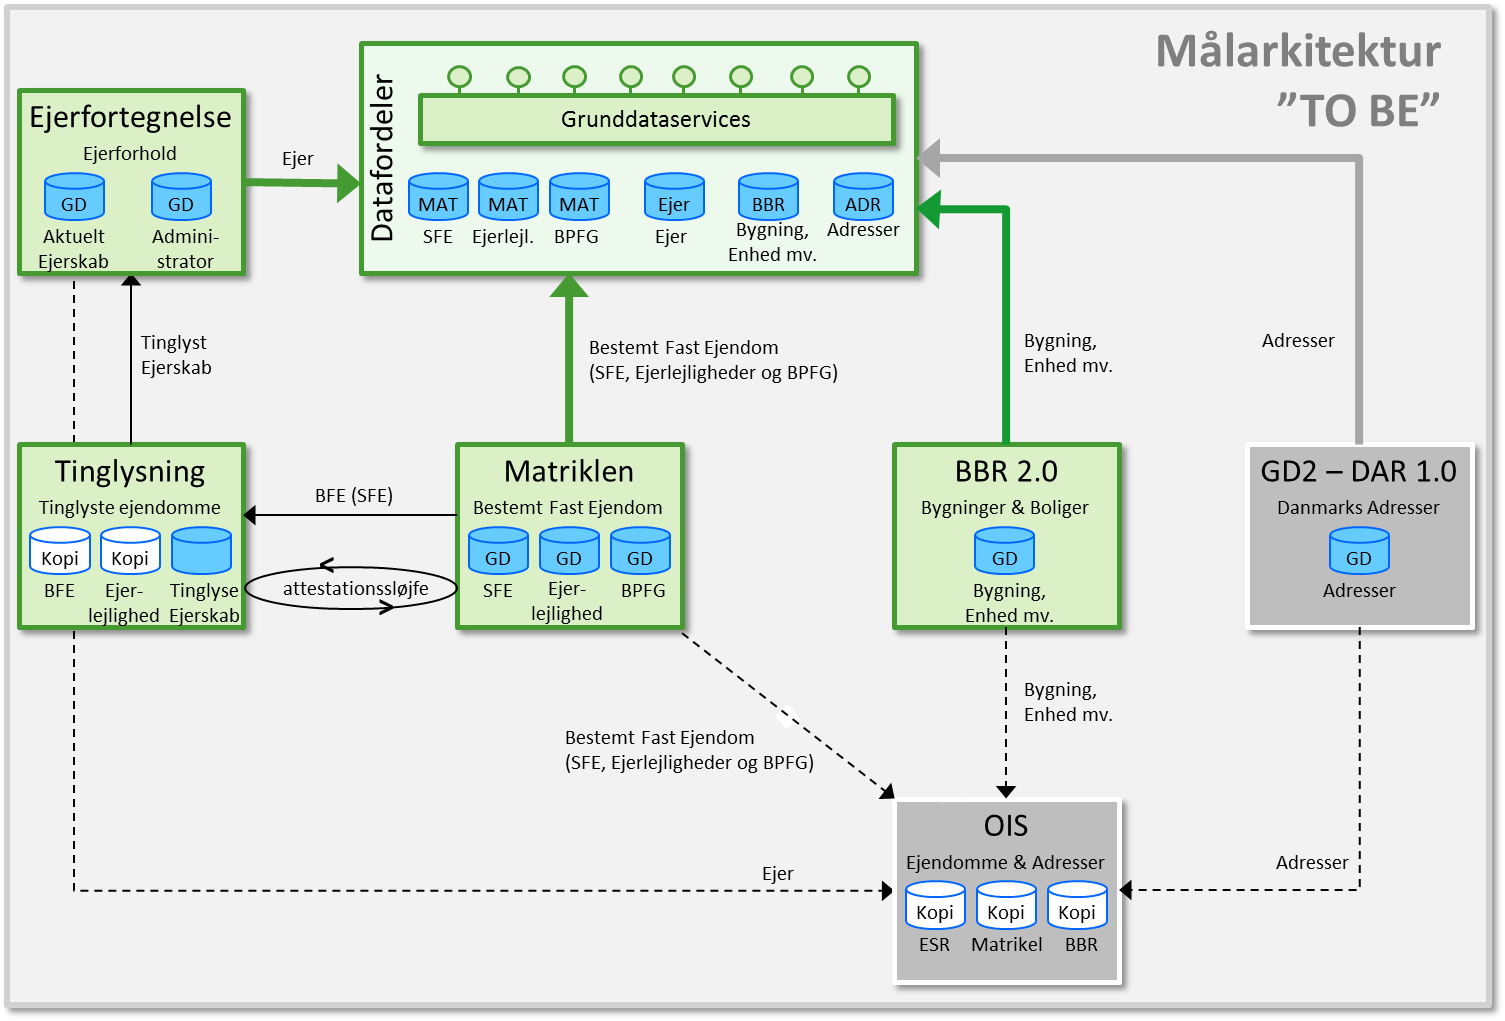 Målarkitektur
”TO BE”
Ejerfortegnelse
Ejerforhold
GD
GD
Aktuelt
Ejerskab
Admini-
strator
Ejer
Datafordeler
Grunddataservices
MAT
MAT
MAT
Ejer
BBR
ADR
SFE
Ejerlejl.
BPFG
Ejer
Bygning,
Enhed mv.
Adresser
Tinglyst
Ejerskab
Bestemt Fast Ejendom
(SFE, Ejerlejligheder og BPFG)
Bygning,
Enhed mv.
Adresser
Tinglysning
Tinglyste ejendomme
Kopi
Kopi
BFE
Ejer-
lejlighed
Tinglyse
Ejerskab
BFE (SFE)
attestationssløjfe
Matriklen
Bestemt Fast Ejendom
GD
GD
GD
SFE
Ejer-
lejlighed
BPFG
BBR 2.0
Bygninger & Boliger
GD
Bygning,
Enhed mv.
GD2 – DAR 1.0
Danmarks Adresser
GD
Adresser
Bestemt Fast Ejendom
(SFE, Ejerlejligheder og BPFG)
Bygning,
Enhed mv.
Ejer
Adresser
OIS
Ejendomme & Adresser
Kopi
Kopi
Kopi
ESR
Matrikel
BBR